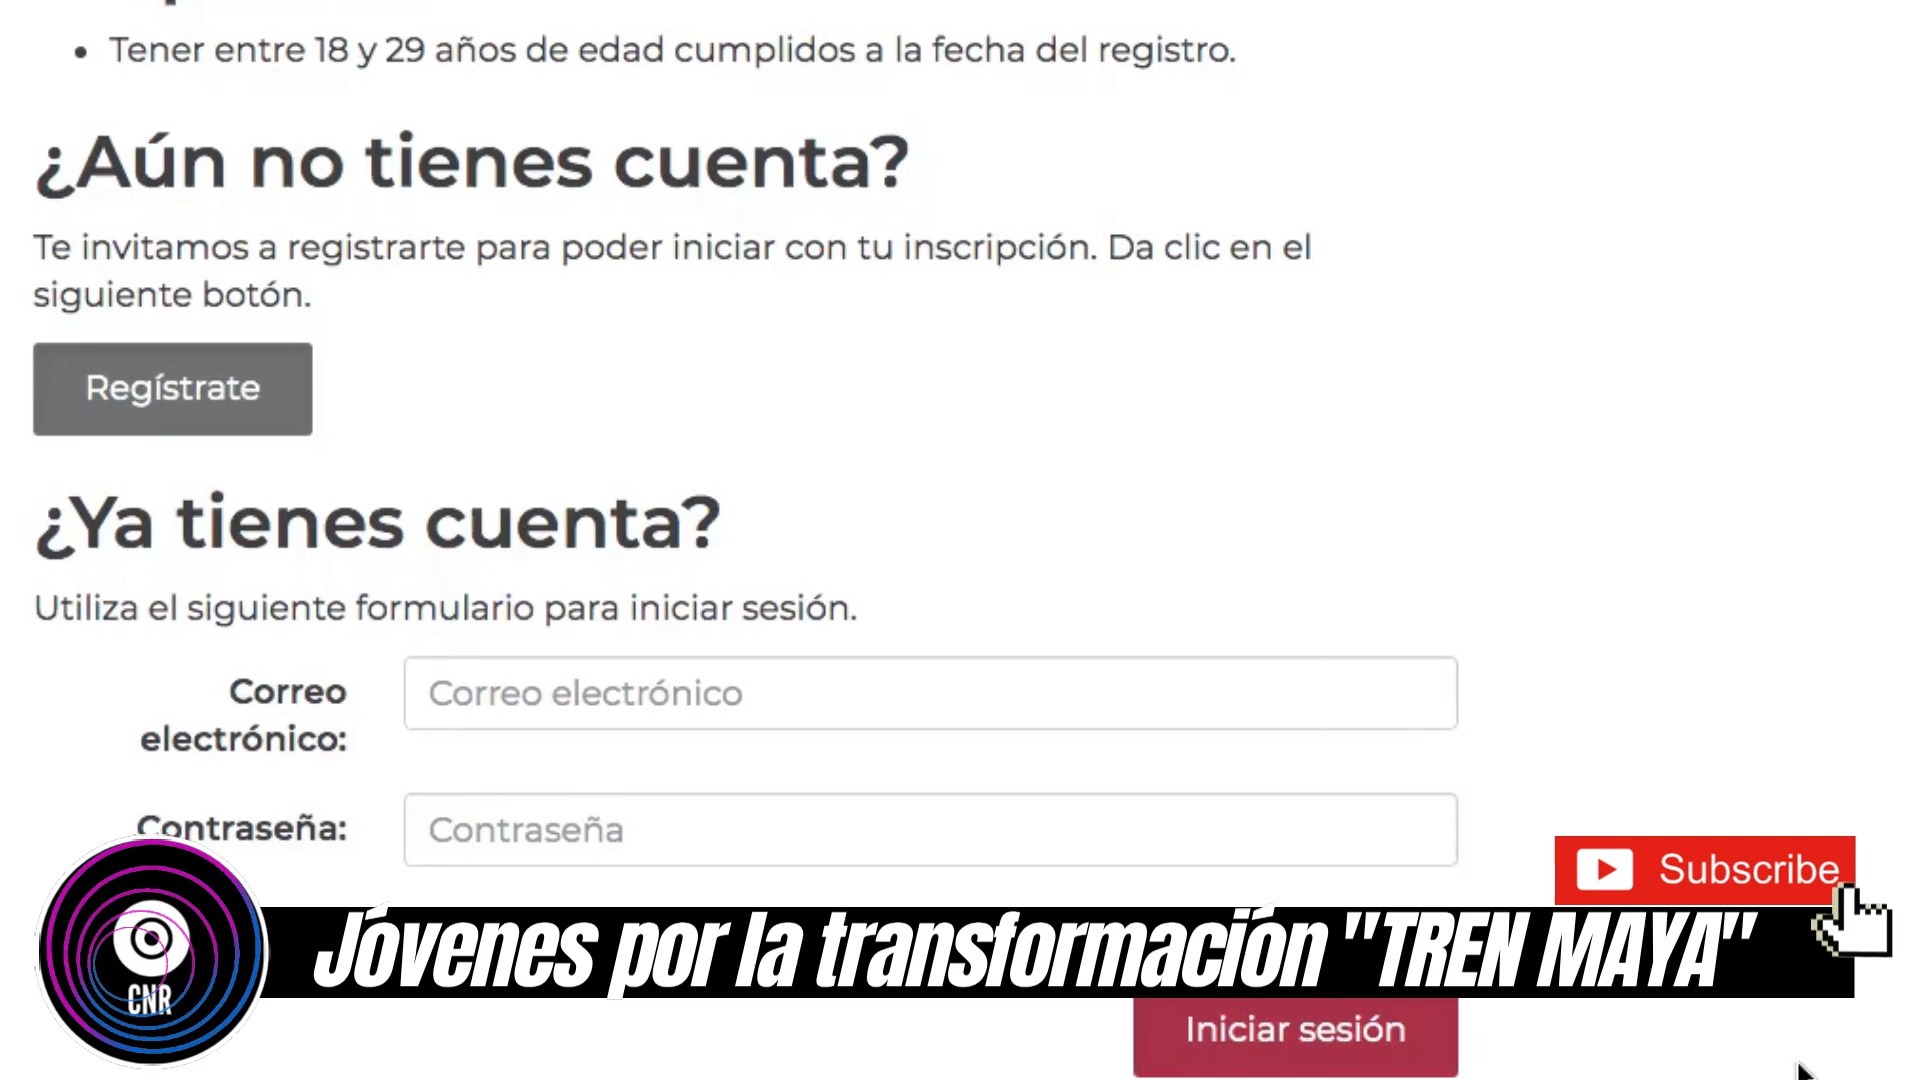 • Tener entre 18 y 29 años de edad cumplidos a la fecha del registro.
¿Aún no tienes cuenta?
Te invitamos a registrarte para poder iniciar con tu inscripción. Da clic en el
siguiente botón.
Regístrate
¿Ya tienes cuenta?
Utiliza el siguiente formulario para iniciar sesión.
Correo
electrónico:
Correo electrónico
Contraseña:
Contraseña
Subscribe
Jóvenes por la transformación "TREN MAYA"
CNR
Iniciar sesión